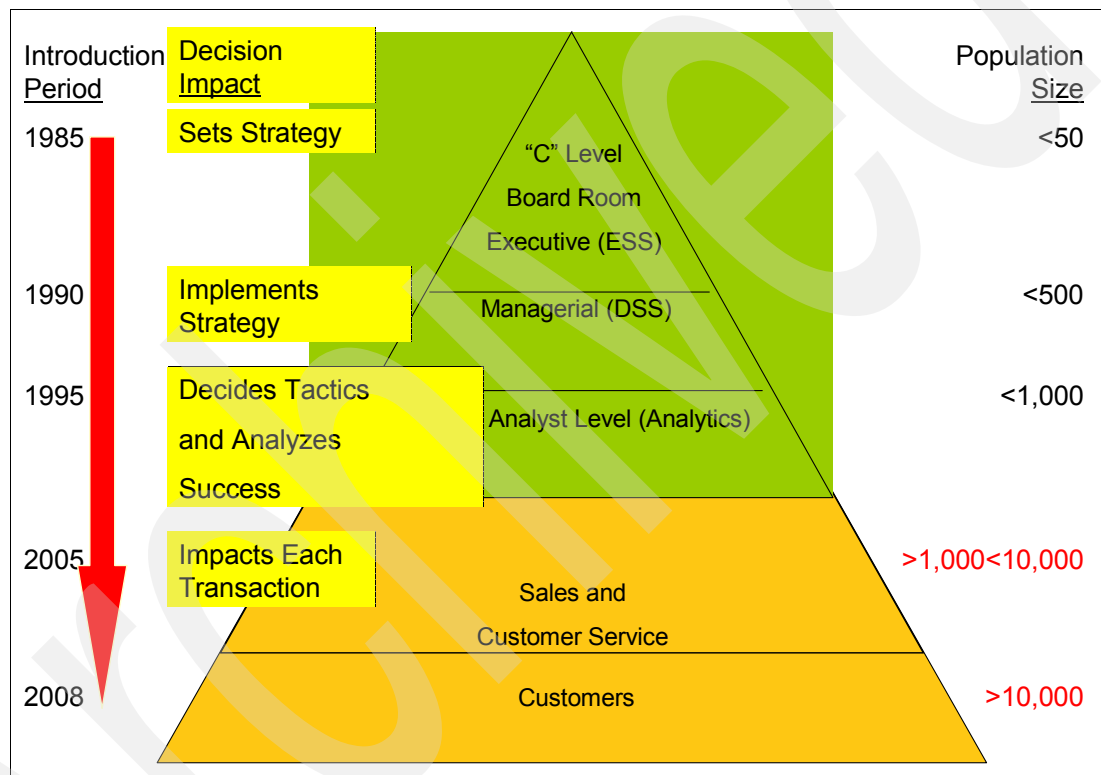 Introduction
Period
Decision
Impact
Population
Size
1985
Sets Strategy
<50
“C” Level
Board Room
Executive (ESS)
1990
Implements
Strategy
Managerial (DSS)
<500
1995
Decides Tactics
and Analyzes
Success
Analyst Level (Analytics)
<1,000
2005
Impacts Each
Transaction
>1,000<10,000
Sales and
Customer Service
2008
Customers
>10,000